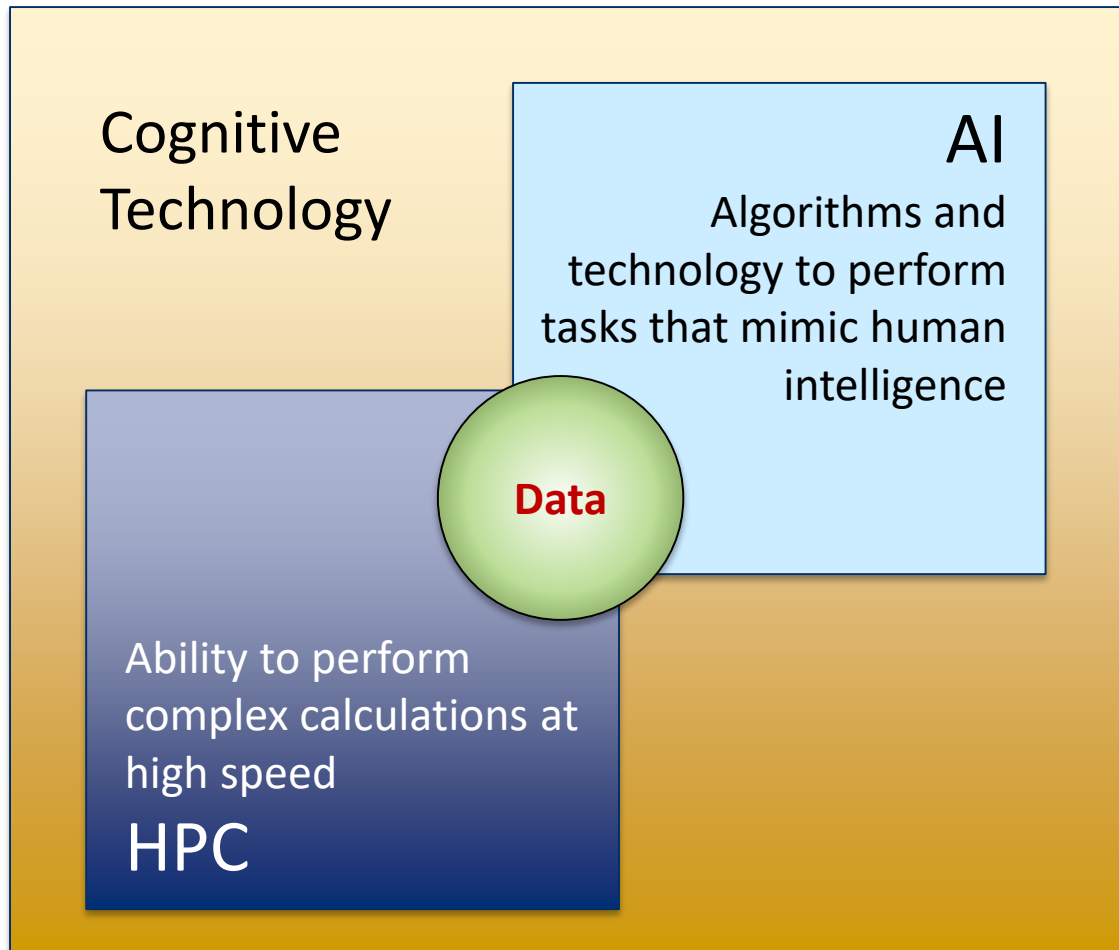 Cognitive
Technology
AI
Algorithms and
technology to perform
tasks that mimic human
intelligence
Data
Ability to perform
complex calculations at
high speed
HPC